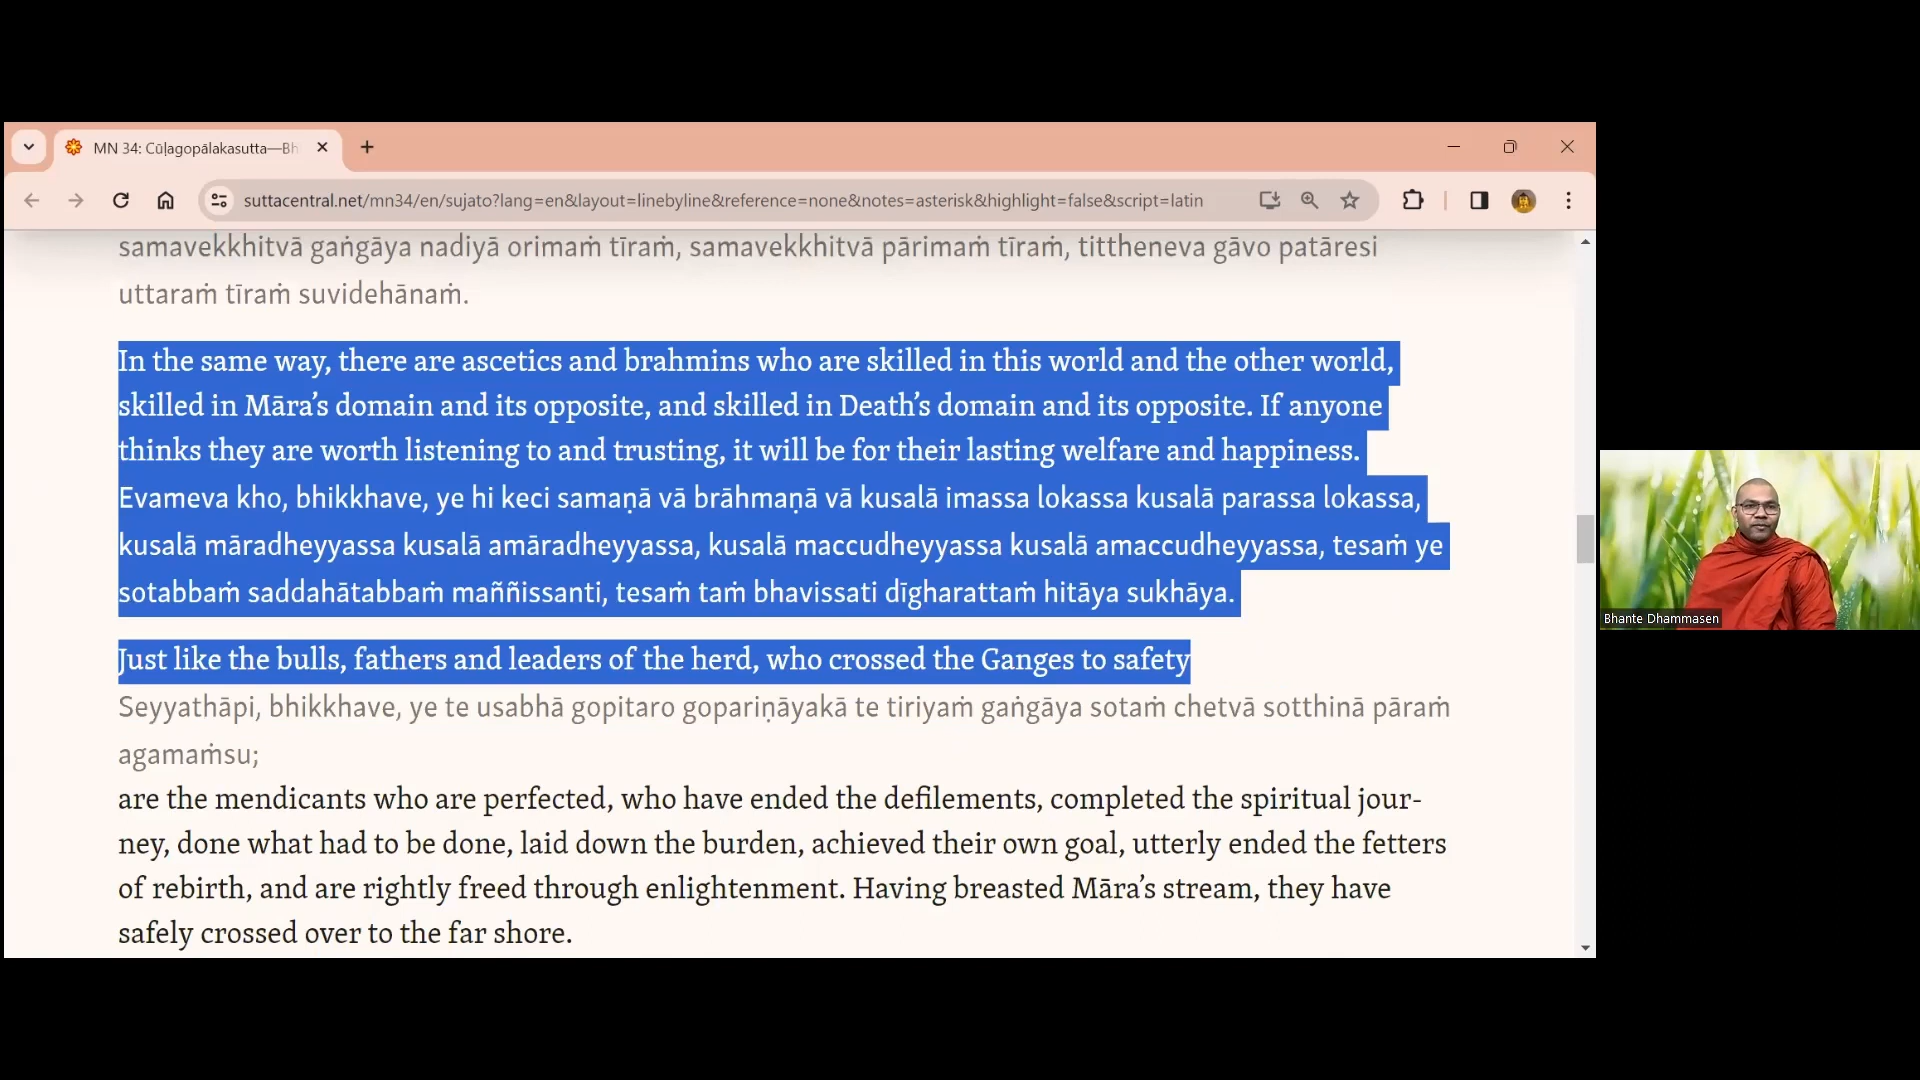 MN 34: Cūḷagopālakasutta—Bh
suttacentral.net/mn34/en/sujato?lang=en&layout=linebyline&reference=none&notes=asterisk&highlight=false&script=latin
samavekkhitvā gaṅgāya nadiyā orimaṁ tīraṁ, samavekkhitvā pārimaṁ tīraṁ, tittheneva gāvo patāresi
uttaraṁ tīraṁ suvidehānaṁ.
In the same way, there are ascetics and brahmins who are skilled in this world and the other world,
skilled in Māra’s domain and its opposite, and skilled in Death’s domain and its opposite. If anyone
thinks they are worth listening to and trusting, it will be for their lasting welfare and happiness.
Evameva kho, bhikkhave, ye hi keci samaṇā vā brāhmaṇā vā kusalā imassa lokassa kusalā parassa lokassa,
kusalā māradheyyassa kusalā amāradheyyassa, kusalā maccudheyyassa kusalā amaccudheyyassa, tesaṁ ye
sotabbaṁ saddahātabbaṁ maññissanti, tesaṁ taṁ bhavissati dīgharattaṁ hitāya sukhāya.
Just like the bulls, fathers and leaders of the herd, who crossed the Ganges to safety
Seyyathāpi, bhikkhave, ye te usabhā gopitaro gopariṇāyakā te tiriyaṁ gaṅgāya sotaṁ chetvā sotthinā pāraṁ
agamaṁsu;
are the mendicants who are perfected, who have ended the defilements, completed the spiritual jour-
ney, done what had to be done, laid down the burden, achieved their own goal, utterly ended the fetters
of rebirth, and are rightly freed through enlightenment. Having breasted Māra’s stream, they have
safely crossed over to the far shore.
Bhante Dhammasen